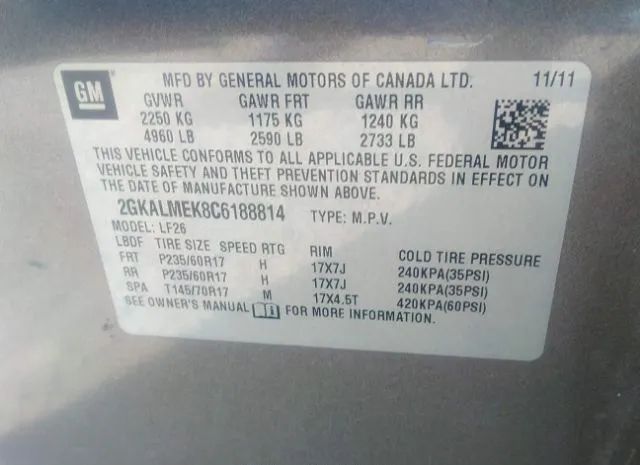 GM
MFD BY GENERAL MOTORS OF CANADA LTD. 11/11
GVWR GAWR FRT GAWR RR
2250 KG 1175 KG 1240 KG
4960 LB 2590 LB 2733 LB
THIS VEHICLE CONFORMS TO ALL APPLICABLE U.S. FEDERAL MOTOR
VEHICLE SAFETY AND THEFT PREVENTION STANDARDS IN EFFECT ON
THE DATE OF MANUFACTURE SHOWN ABOVE.
2GKALMEK8C6188814 TYPE: M.P.V.
MODEL: LF26
LBDF TIRE SIZE SPEED RTG RIM COLD TIRE PRESSURE
FRT P235/60R17 H 17X7J 240KPA(35PSI)
RR P235/60R17 H 17X7J 240KPA(35PSI)
SPA T145/70R17 M 17X4.5T 420KPA(60PSI)
SEE OWNER'S MANUAL FOR MORE INFORMATION.